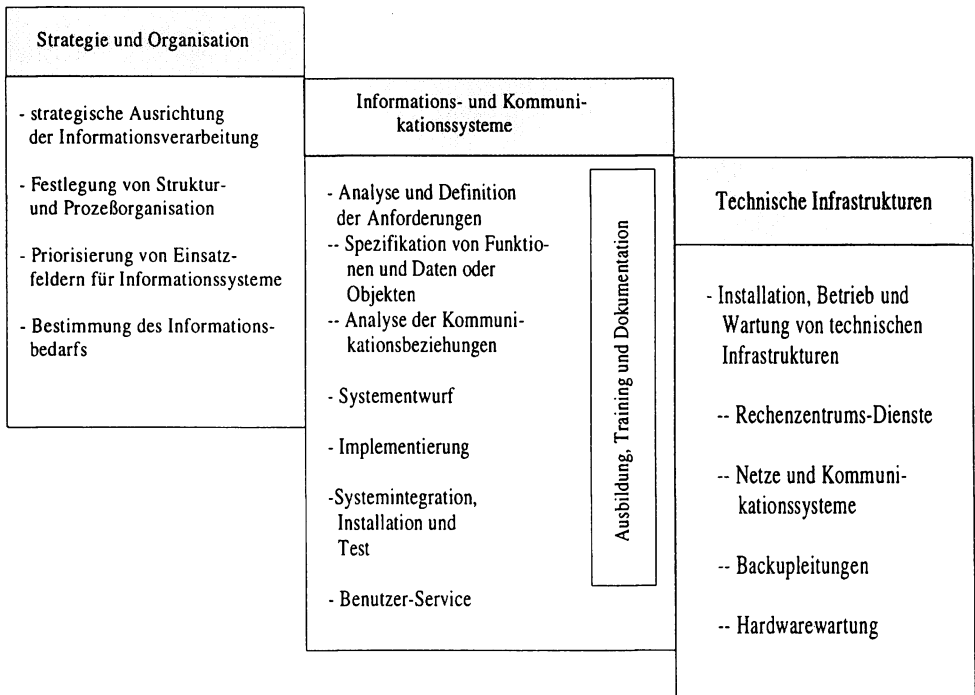 Strategie und Organisation
- strategische Ausrichtung
der Informationsverarbeitung
- Festlegung von Struktur-
und Prozeßorganisation
- Priorisierung von Einsatz-
feldern für Informationssysteme
- Bestimmung des Informations-
bedarfs
Informations- und Kommuni-
kationssysteme
- Analyse und Definition
der Anforderungen
-- Spezifikation von Funktio-
nen und Daten oder
Objekten
-- Analyse der Kommuni-
kationsbeziehungen
- Systementwurf
- Implementierung
-Systemintegration,
Installation und
Test
- Benutzer-Service
Ausbildung, Training und Dokumentation
Technische Infrastrukturen
- Installation, Betrieb und
Wartung von technischen
Infrastrukturen
-- Rechenzentrums-Dienste
-- Netze und Kommuni-
kationssysteme
-- Backupleitungen
-- Hardwarewartung